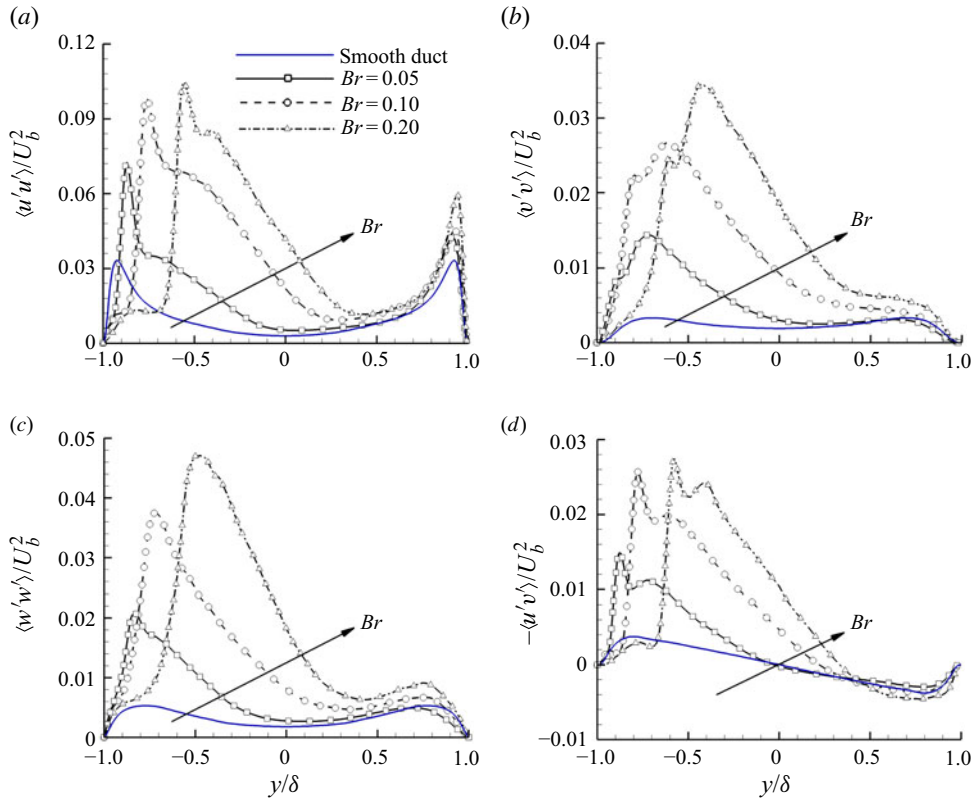 (a)
0.12
0.09
0.06
0.03
0
⟨u′u′⟩/U_b^2
Smooth duct
Br = 0.05
Br = 0.10
Br = 0.20
Br
−1.0 −0.5 0 0.5 1.0
(b)
0.04
0.03
0.02
0.01
0
⟨v′v′⟩/U_b^2
Br
−1.0 −0.5 0 0.5 1.0
(c)
0.05
0.04
0.03
0.02
0.01
0
⟨w′w′⟩/U_b^2
Br
−1.0 −0.5 0 0.5 1.0
y/δ
(d)
0.03
0.02
0.01
0
−0.01
−⟨u′v′⟩/U_b^2
Br
−1.0 −0.5 0 0.5 1.0
y/δ